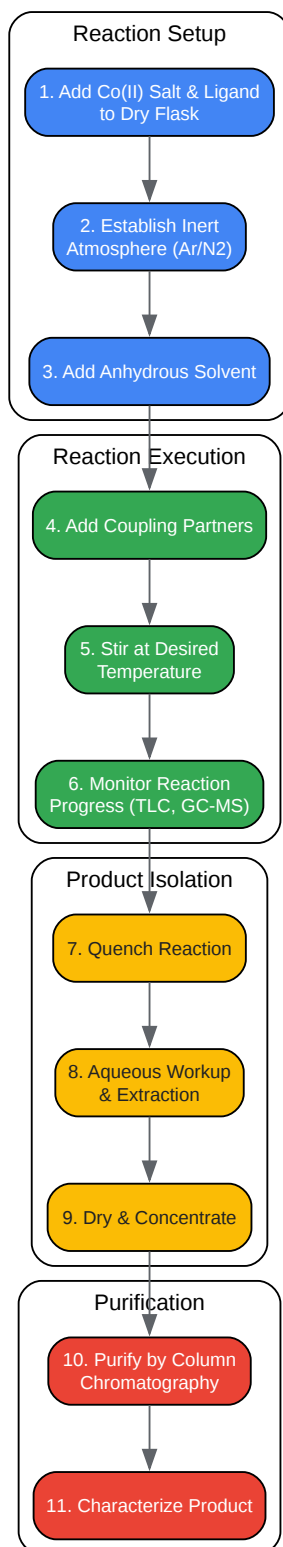 Reaction Setup
1. Add Co(II) Salt & Ligand
to Dry Flask
2. Establish Inert
Atmosphere (Ar/N2)
3. Add Anhydrous Solvent
Reaction Execution
4. Add Coupling Partners
5. Stir at Desired
Temperature
6. Monitor Reaction
Progress (TLC, GC-MS)
Product Isolation
7. Quench Reaction
8. Aqueous Workup
& Extraction
9. Dry & Concentrate
Purification
10. Purify by Column
Chromatography
11. Characterize Product